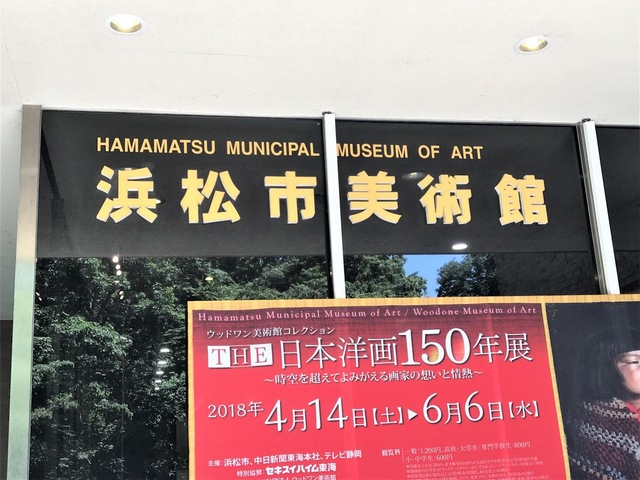 HAMAMATSU MUNICIPAL MUSEUM OF ART
浜松市美術館
Hamamatsu Municipal Museum of Art / Woodone Museum of Art
ウッドワン美術館コレクション
THE日本洋画150年展
～時空を超えてよみがえる画家の想いと情熱～
2018年4月14日【土】▶6月6日【水】
主催：浜松市、中日新聞東海本社、テレビ静岡
特別協賛：セキスイハイム東海
観覧料
一般：1,200円、高校・大学生・専門学校生：800円
小・中学生：600円